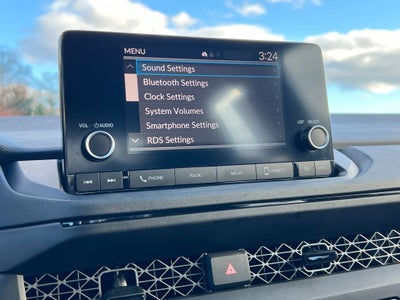 MENU 3:24
Sound Settings
Bluetooth Settings
Clock Settings
System Volumes
Smartphone Settings
RDS Settings
VOL AUDIO
LIST SELECT
PHONE RADIO MEDIA